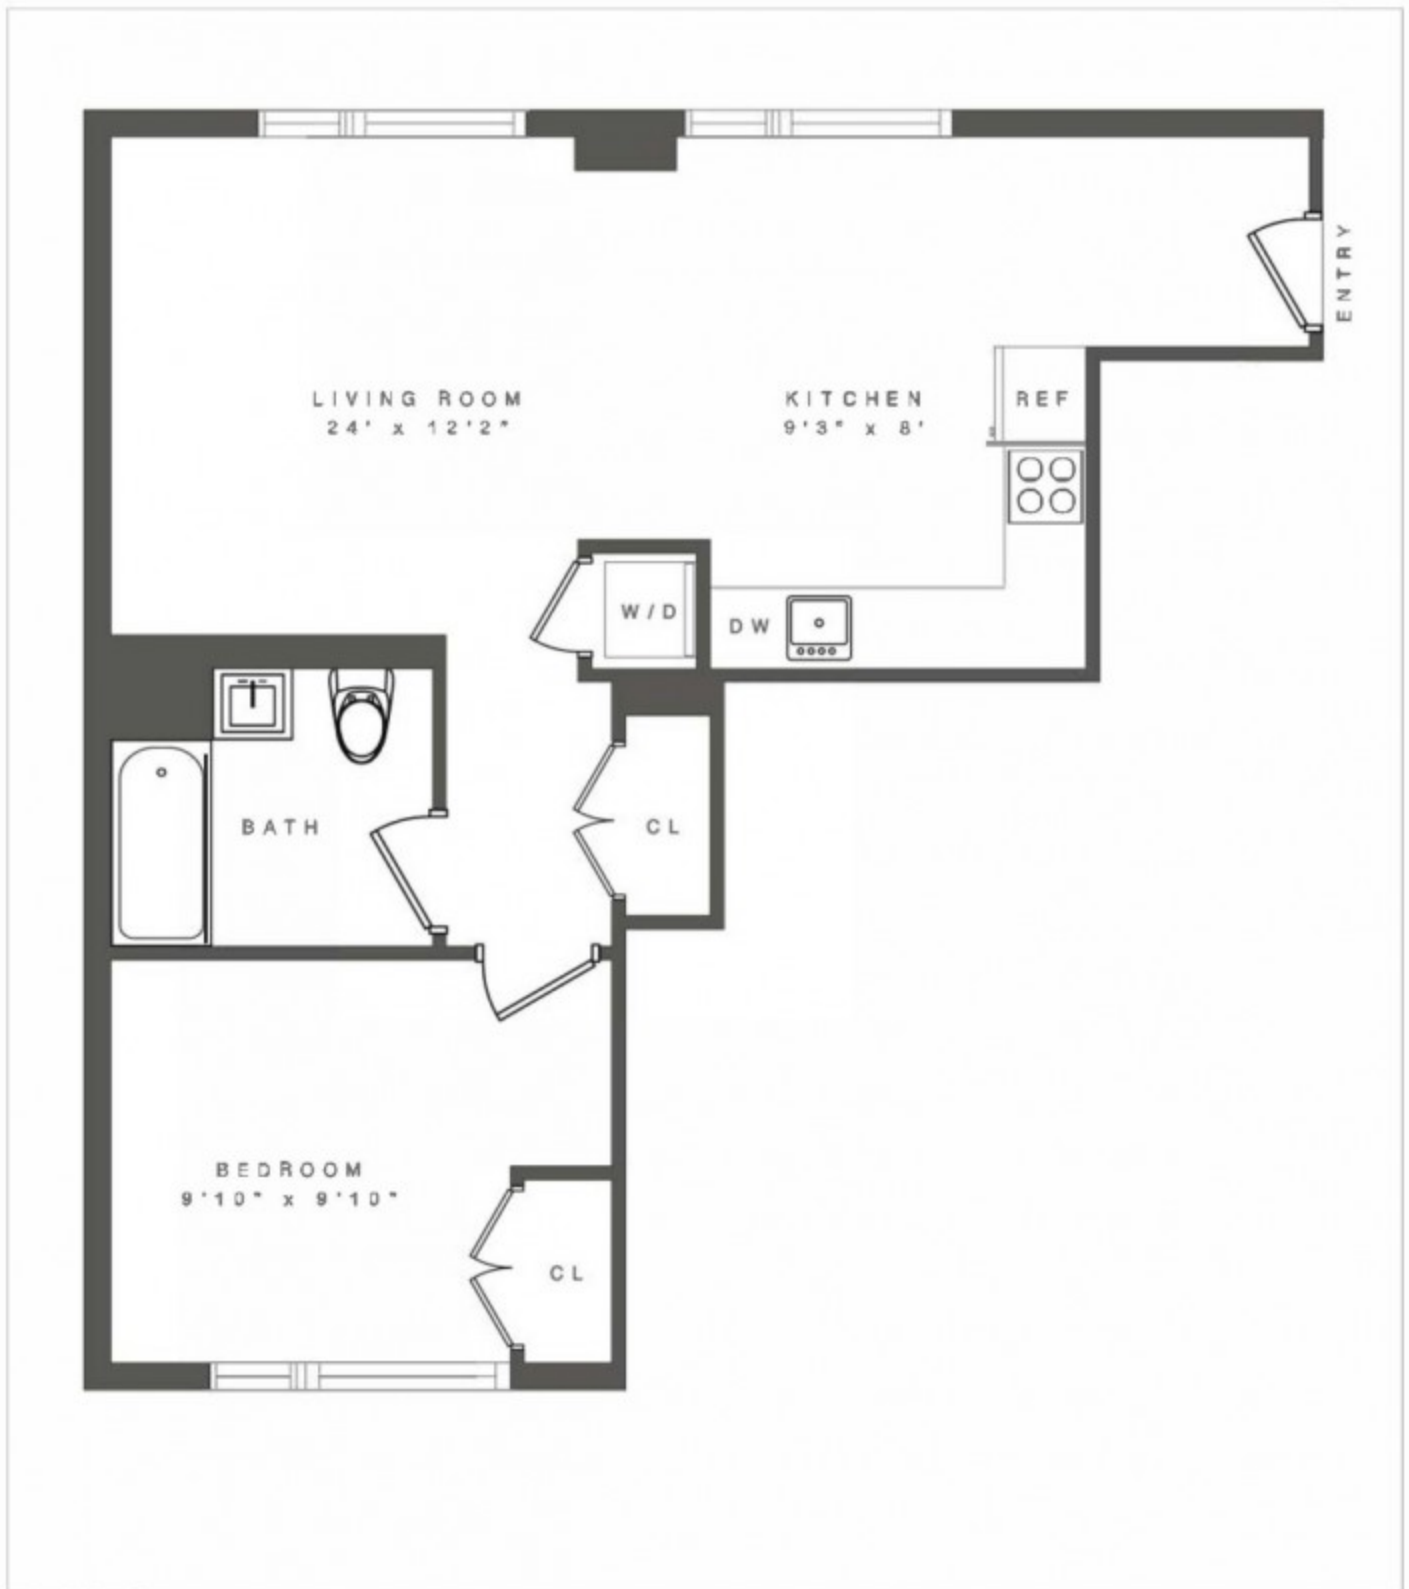 ENTRY
LIVING ROOM
24' x 12'2"
KITCHEN
9'3" x 8'
REF
W/D
DW
BATH
CL
BEDROOM
9'10" x 9'10"
CL